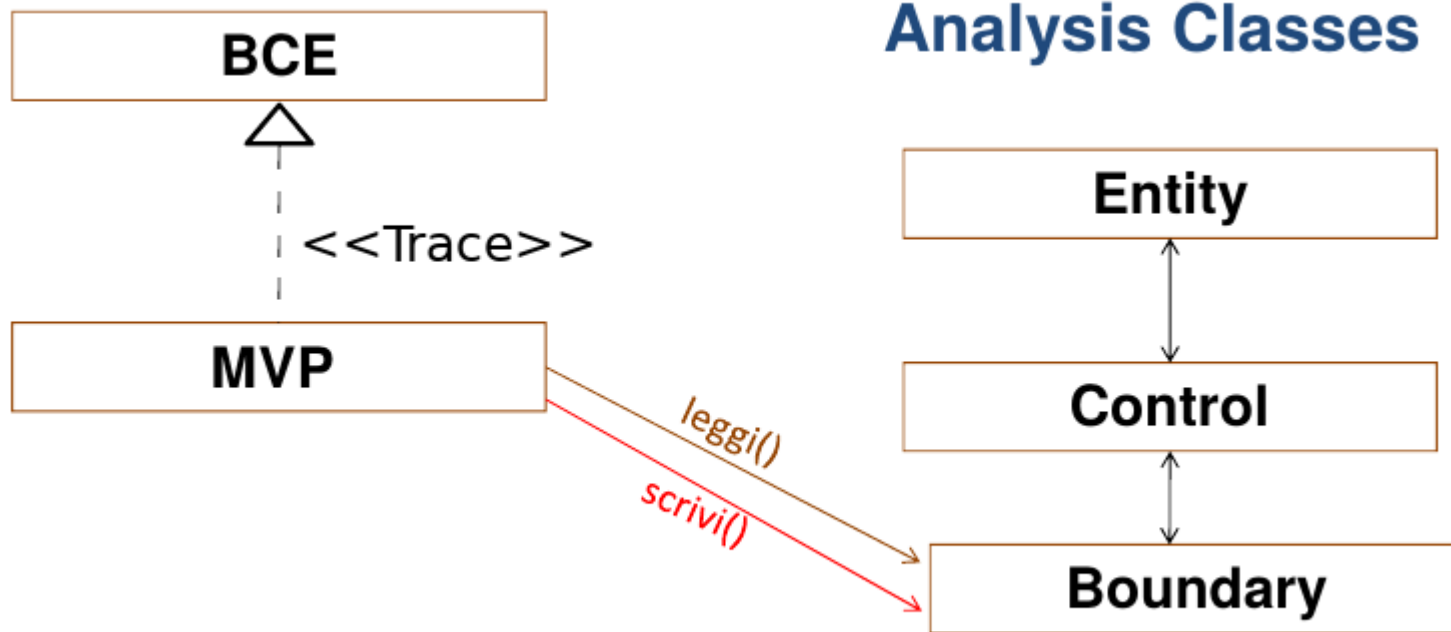 Analysis Classes
BCE
<<Trace>>
MVP
leggi()
scrivi()
Entity
Control
Boundary